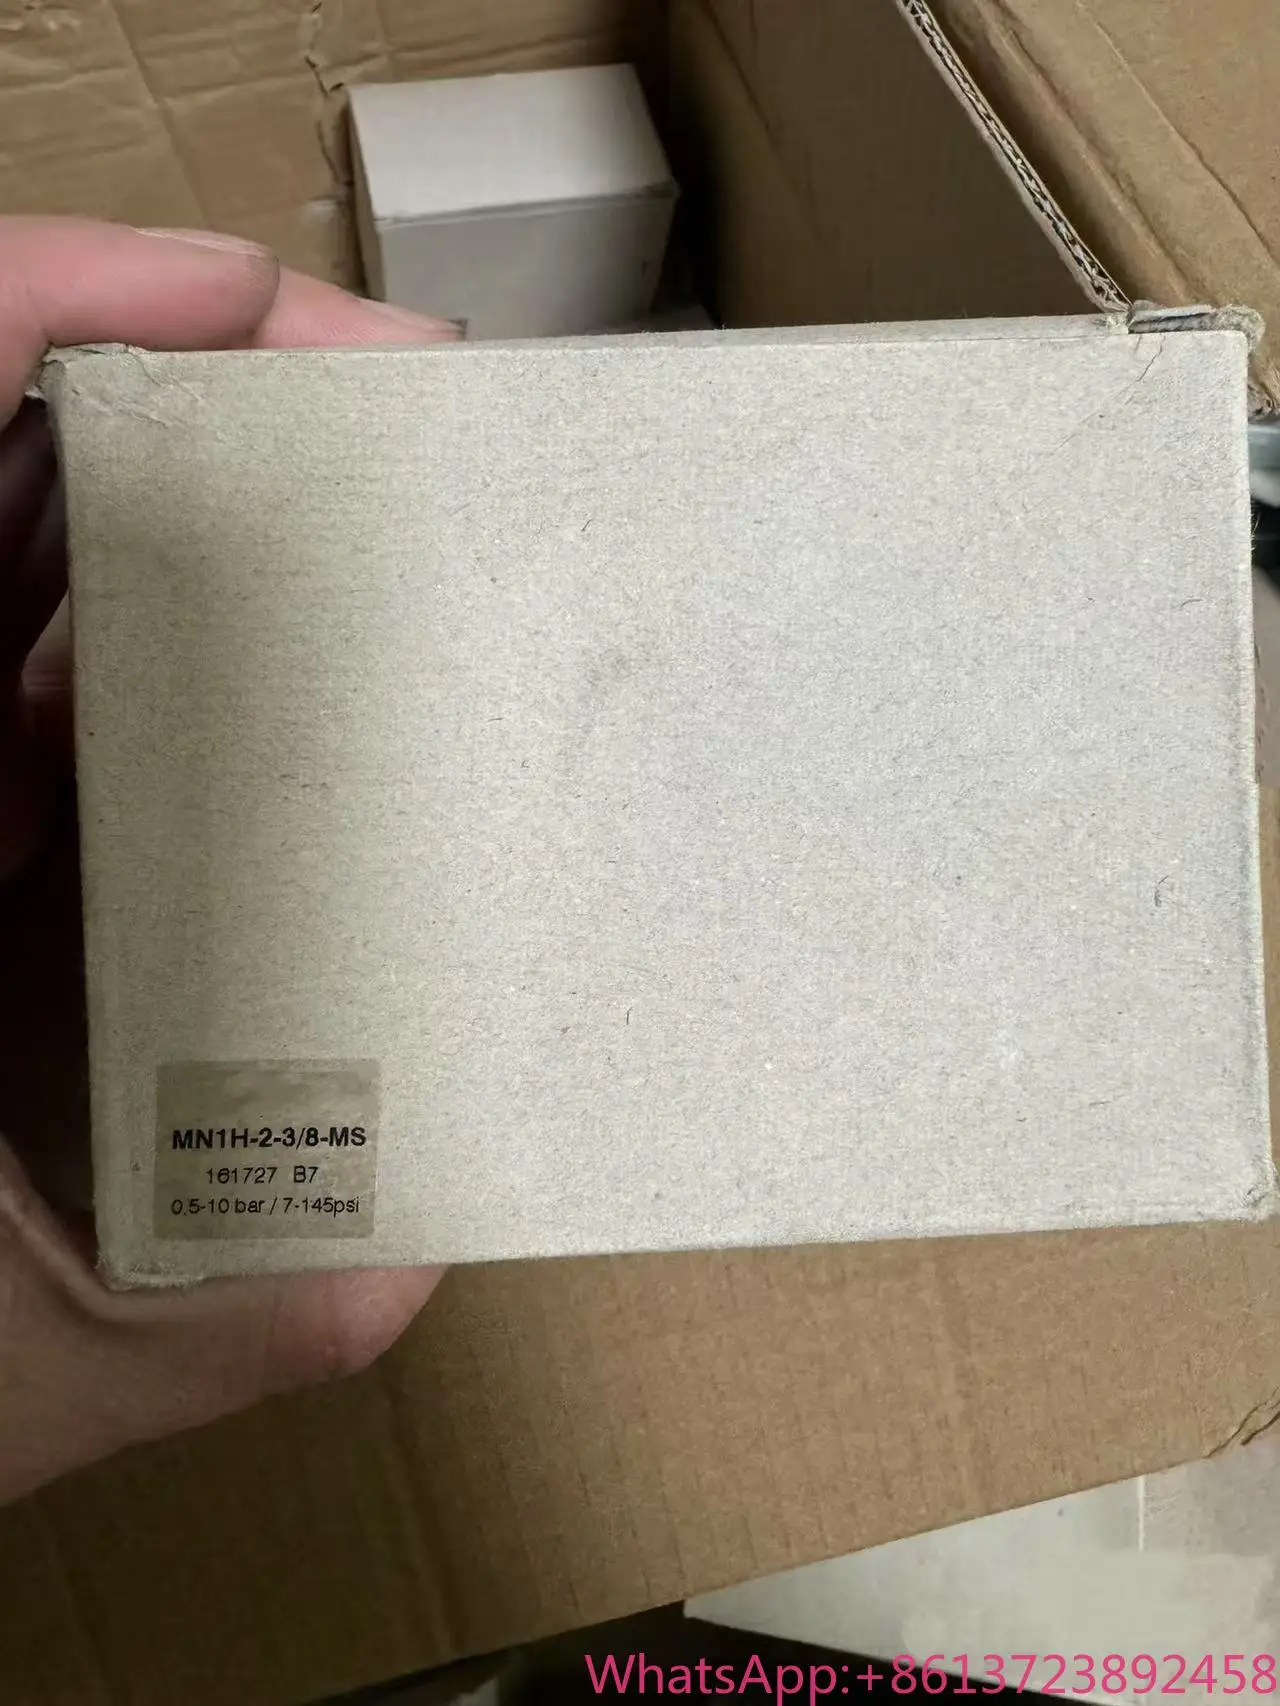 MN1H-2-3/8-MS
161727 B7
0,5-10 bar / 7-145psi
WhatsApp:+8613723892458